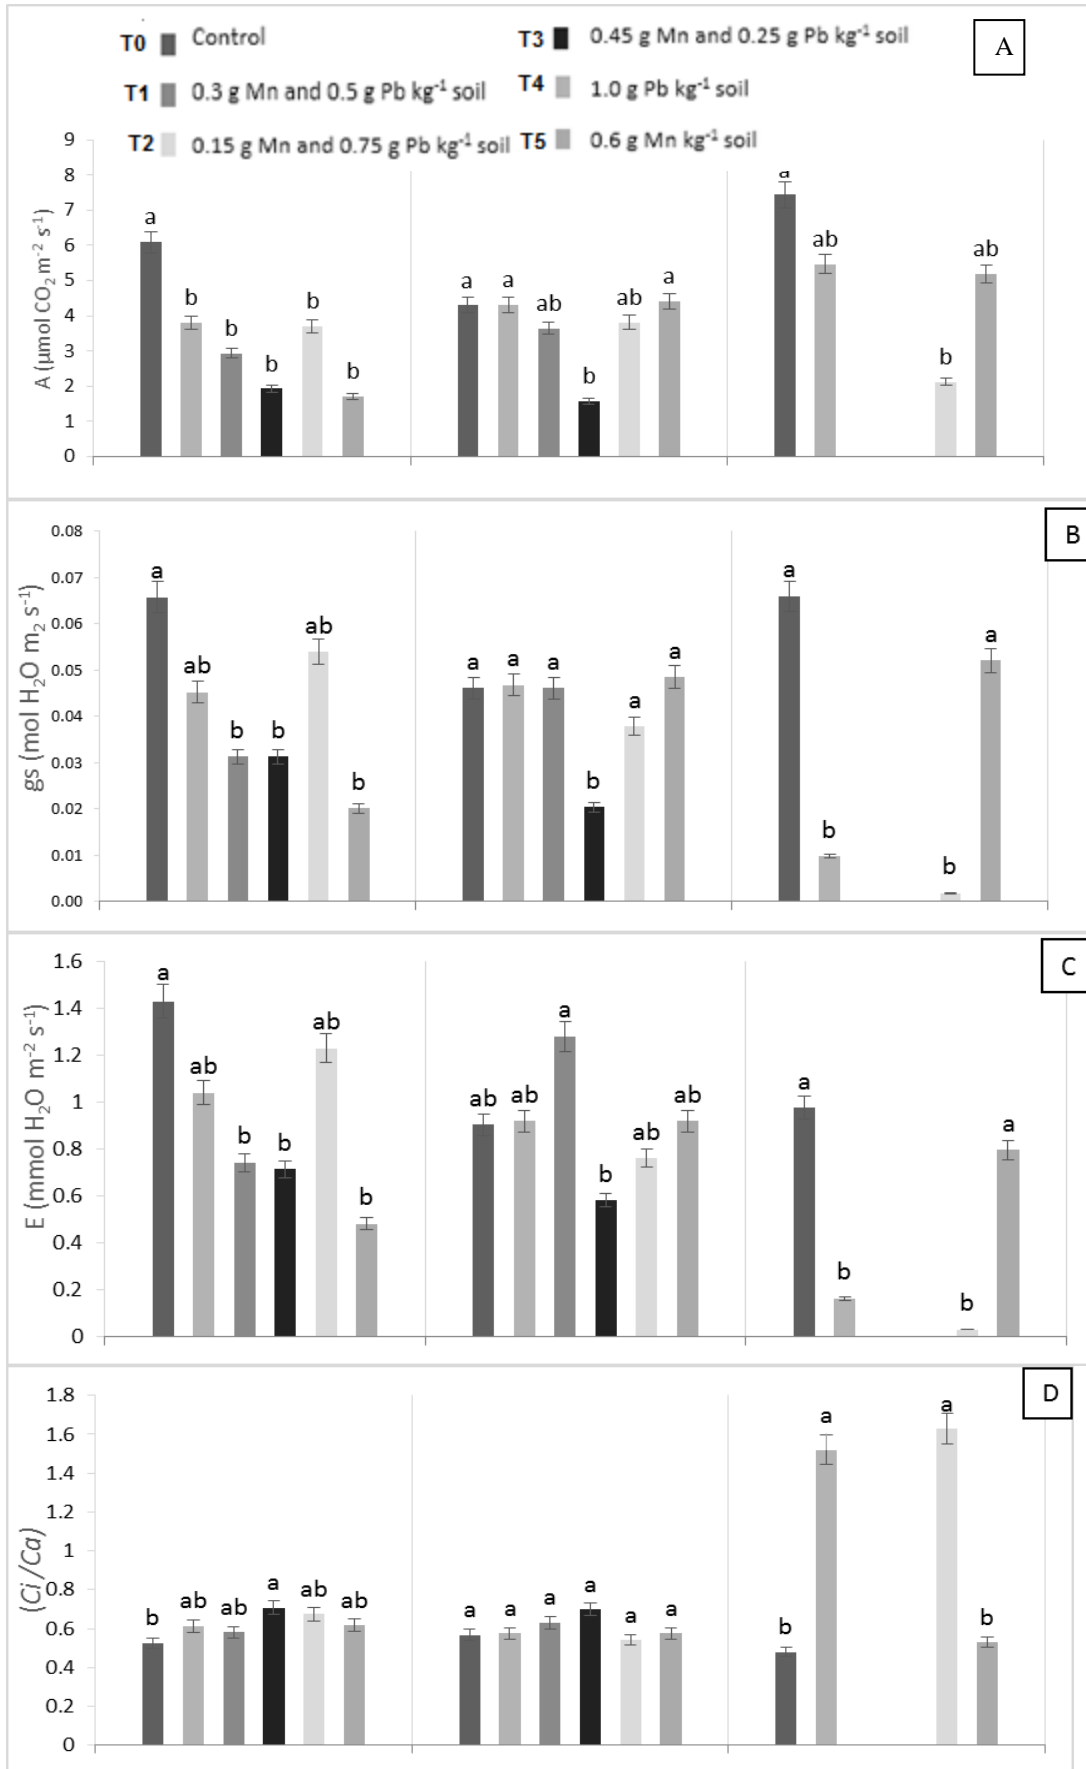 T0 Control
T3 0.45 g Mn and 0.25 g Pb kg-1 soil
A
T1 0.3 g Mn and 0.5 g Pb kg-1 soil
T4 1.0 g Pb kg-1 soil
T2 0.15 g Mn and 0.75 g Pb kg-1 soil
T5 0.6 g Mn kg-1 soil
A (µmol CO2 m-2 s-1)
9
8
7
6
5
4
3
2
1
0
a b b b b b
a a ab b ab a
a ab b ab
B
gs (mol H2O m2 s-1)
0.08
0.07
0.06
0.05
0.04
0.03
0.02
0.01
0.00
a ab b b ab b
a a a b a a
a b b a
C
E (mmol H2O m-2 s-1)
1.6
1.4
1.2
1
0.8
0.6
0.4
0.2
0
a ab b b ab b
ab ab a b ab ab
a b b a
D
(Ci /Ca)
1.8
1.6
1.4
1.2
1
0.8
0.6
0.4
0.2
0
b ab ab a ab ab
a a a a a a
b a a b